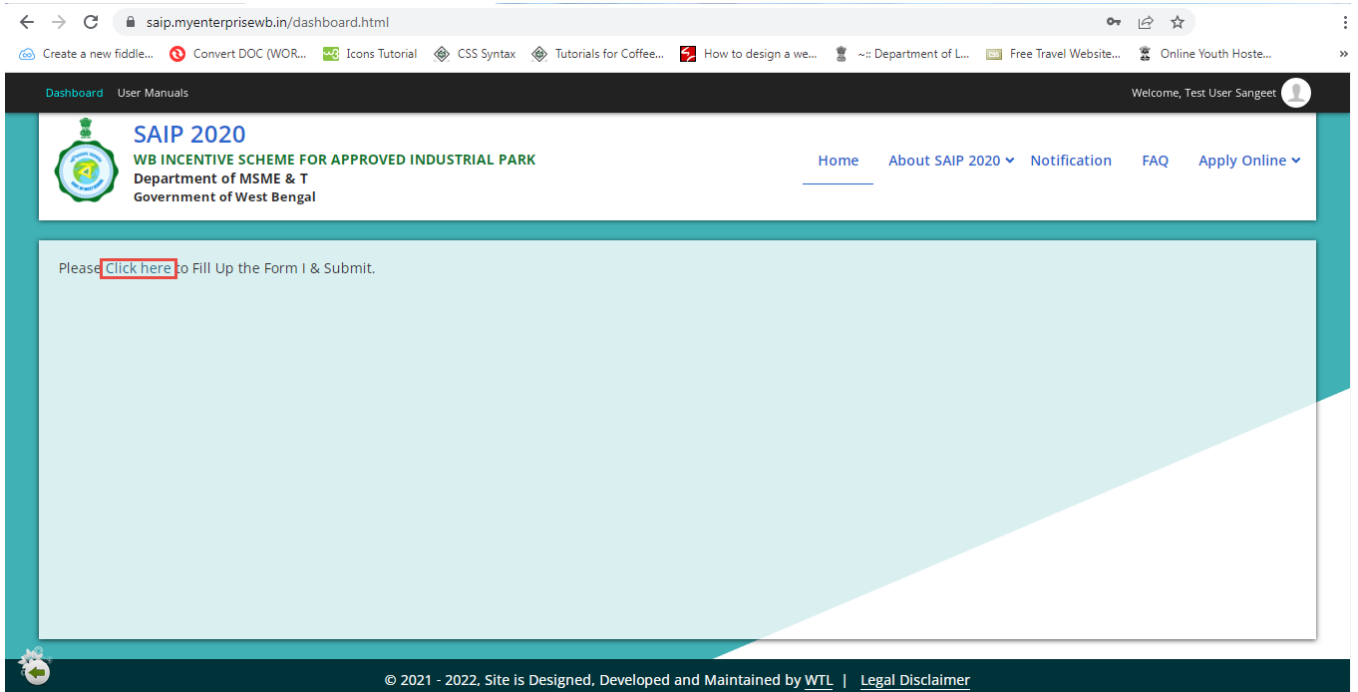 saip.myenterprisewb.in/dashboard.html
Create a new fiddle... Convert DOC (WOR... Icons Tutorial CSS Syntax Tutorials for Coffee... How to design a we... ~:: Department of L... Free Travel Website... Online Youth Hoste... »
Dashboard User Manuals Welcome, Test User Sangeet
SAIP 2020
WB INCENTIVE SCHEME FOR APPROVED INDUSTRIAL PARK
Department of MSME & T
Government of West Bengal
Home About SAIP 2020 Notification FAQ Apply Online
Please Click here to Fill Up the Form I & Submit.
© 2021 - 2022, Site is Designed, Developed and Maintained by WTL | Legal Disclaimer